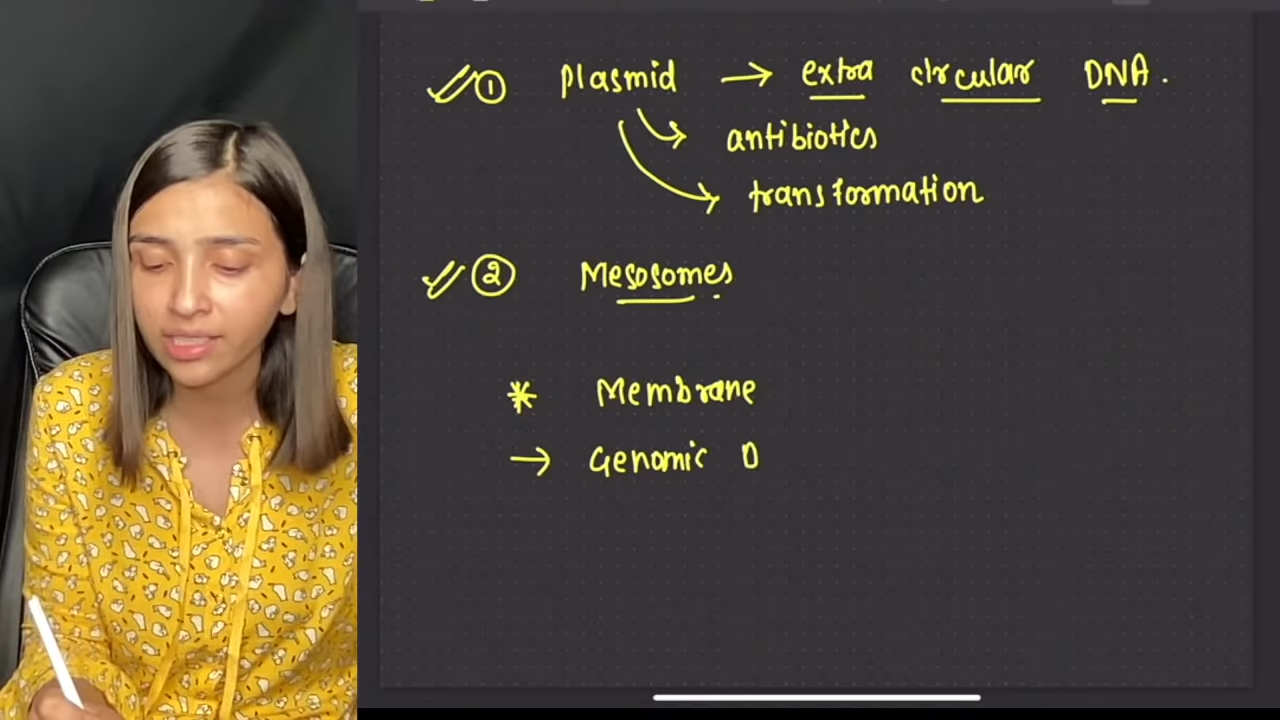 ① Plasmid → extra circular DNA.
antibiotics
transformation
② Mesosomes
* Membrane
→ Genomic D